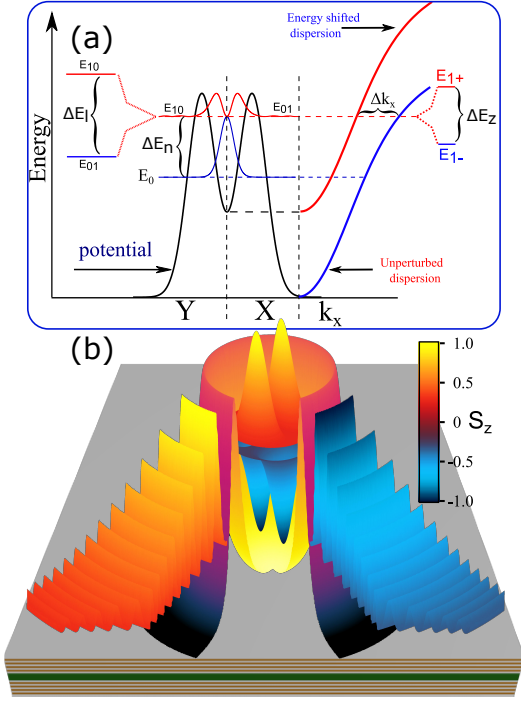 (a)
Energy shifted
dispersion
E10
E10
E01
E1+
ΔEl
Δkx
ΔEz
ΔEn
E01
E0
E1-
Energy
potential
Unperturbed
dispersion
Y
X
kx
(b)
1.0
0.5
0
Sz
-0.5
-1.0